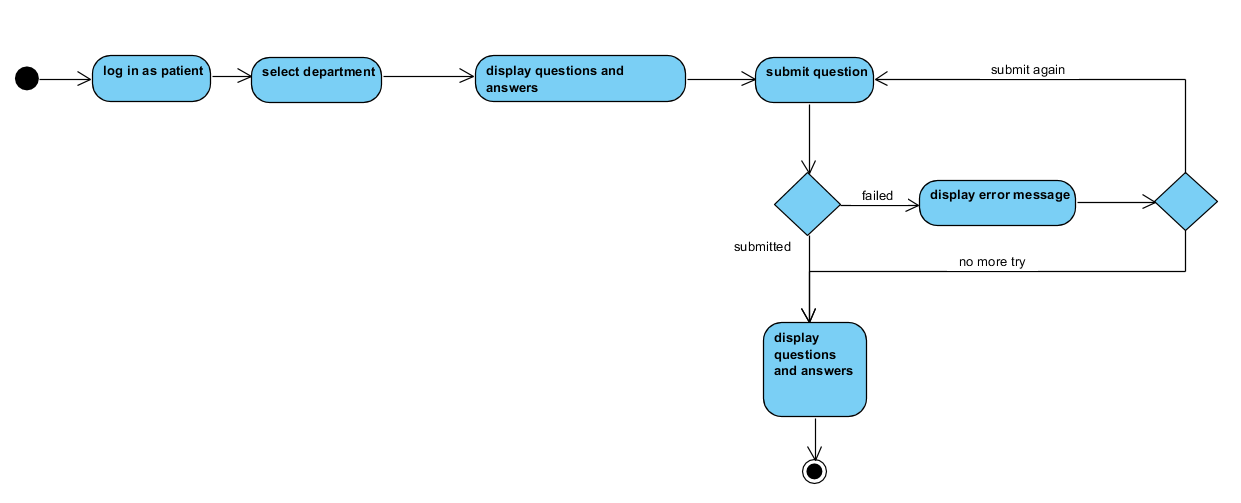 log in as patient
select department
display questions and
answers
submit question
submit again
failed
display error message
submitted
no more try
display
questions
and answers